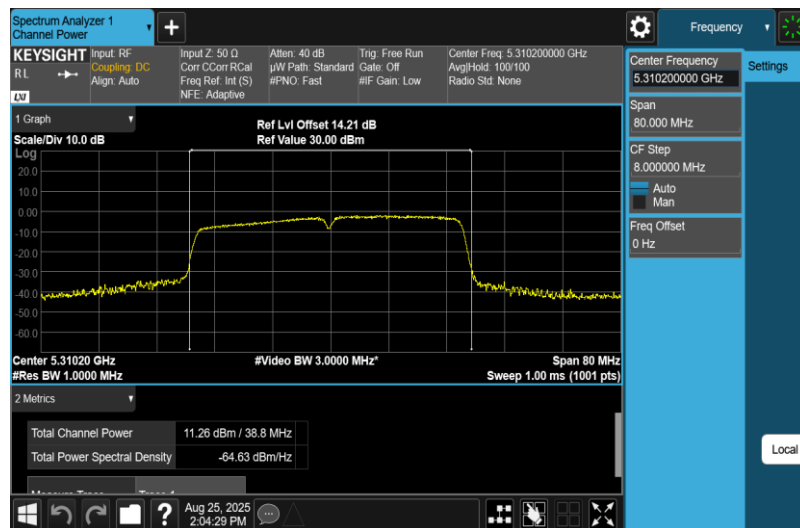 Spectrum Analyzer 1
Channel Power
+
Frequency
KEYSIGHT
RL
LXI
Input: RF
Coupling: DC
Align: Auto
Input Z: 50 Ω
Corr CCorr RCal
Freq Ref: Int (S)
NFE: Adaptive
Atten: 40 dB
µW Path: Standard
#PNO: Fast
Trig: Free Run
Gate: Off
#IF Gain: Low
Center Freq: 5.310200000 GHz
Avg|Hold: 100/100
Radio Std: None
Center Frequency
5.310200000 GHz
Settings
Span
80.000 MHz
CF Step
8.000000 MHz
Auto
Man
Freq Offset
0 Hz
Local
1 Graph
Scale/Div 10.0 dB
Ref Lvl Offset 14.21 dB
Ref Value 30.00 dBm
Log
20.0
10.0
0.00
-10.0
-20.0
-30.0
-40.0
-50.0
-60.0
Center 5.31020 GHz
#Video BW 3.0000 MHz*
Span 80 MHz
#Res BW 1.0000 MHz
Sweep 1.00 ms (1001 pts)
2 Metrics
Total Channel Power 11.26 dBm / 38.8 MHz
Total Power Spectral Density -64.63 dBm/Hz
?
Aug 25, 2025
2:04:29 PM